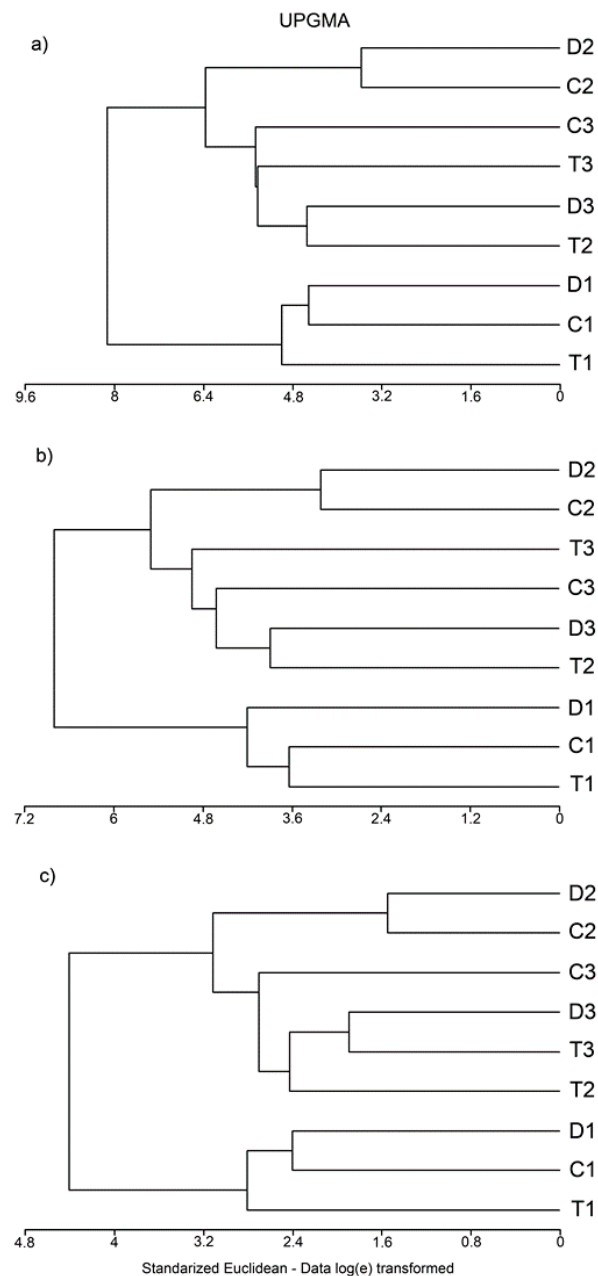 UPGMA
a)
D2
C2
C3
T3
D3
T2
D1
C1
T1
9.6 8 6.4 4.8 3.2 1.6 0
b)
D2
C2
T3
C3
D3
T2
D1
C1
T1
7.2 6 4.8 3.6 2.4 1.2 0
c)
D2
C2
C3
D3
T3
T2
D1
C1
T1
4.8 4 3.2 2.4 1.6 0.8 0
Standarized Euclidean - Data log(e) transformed